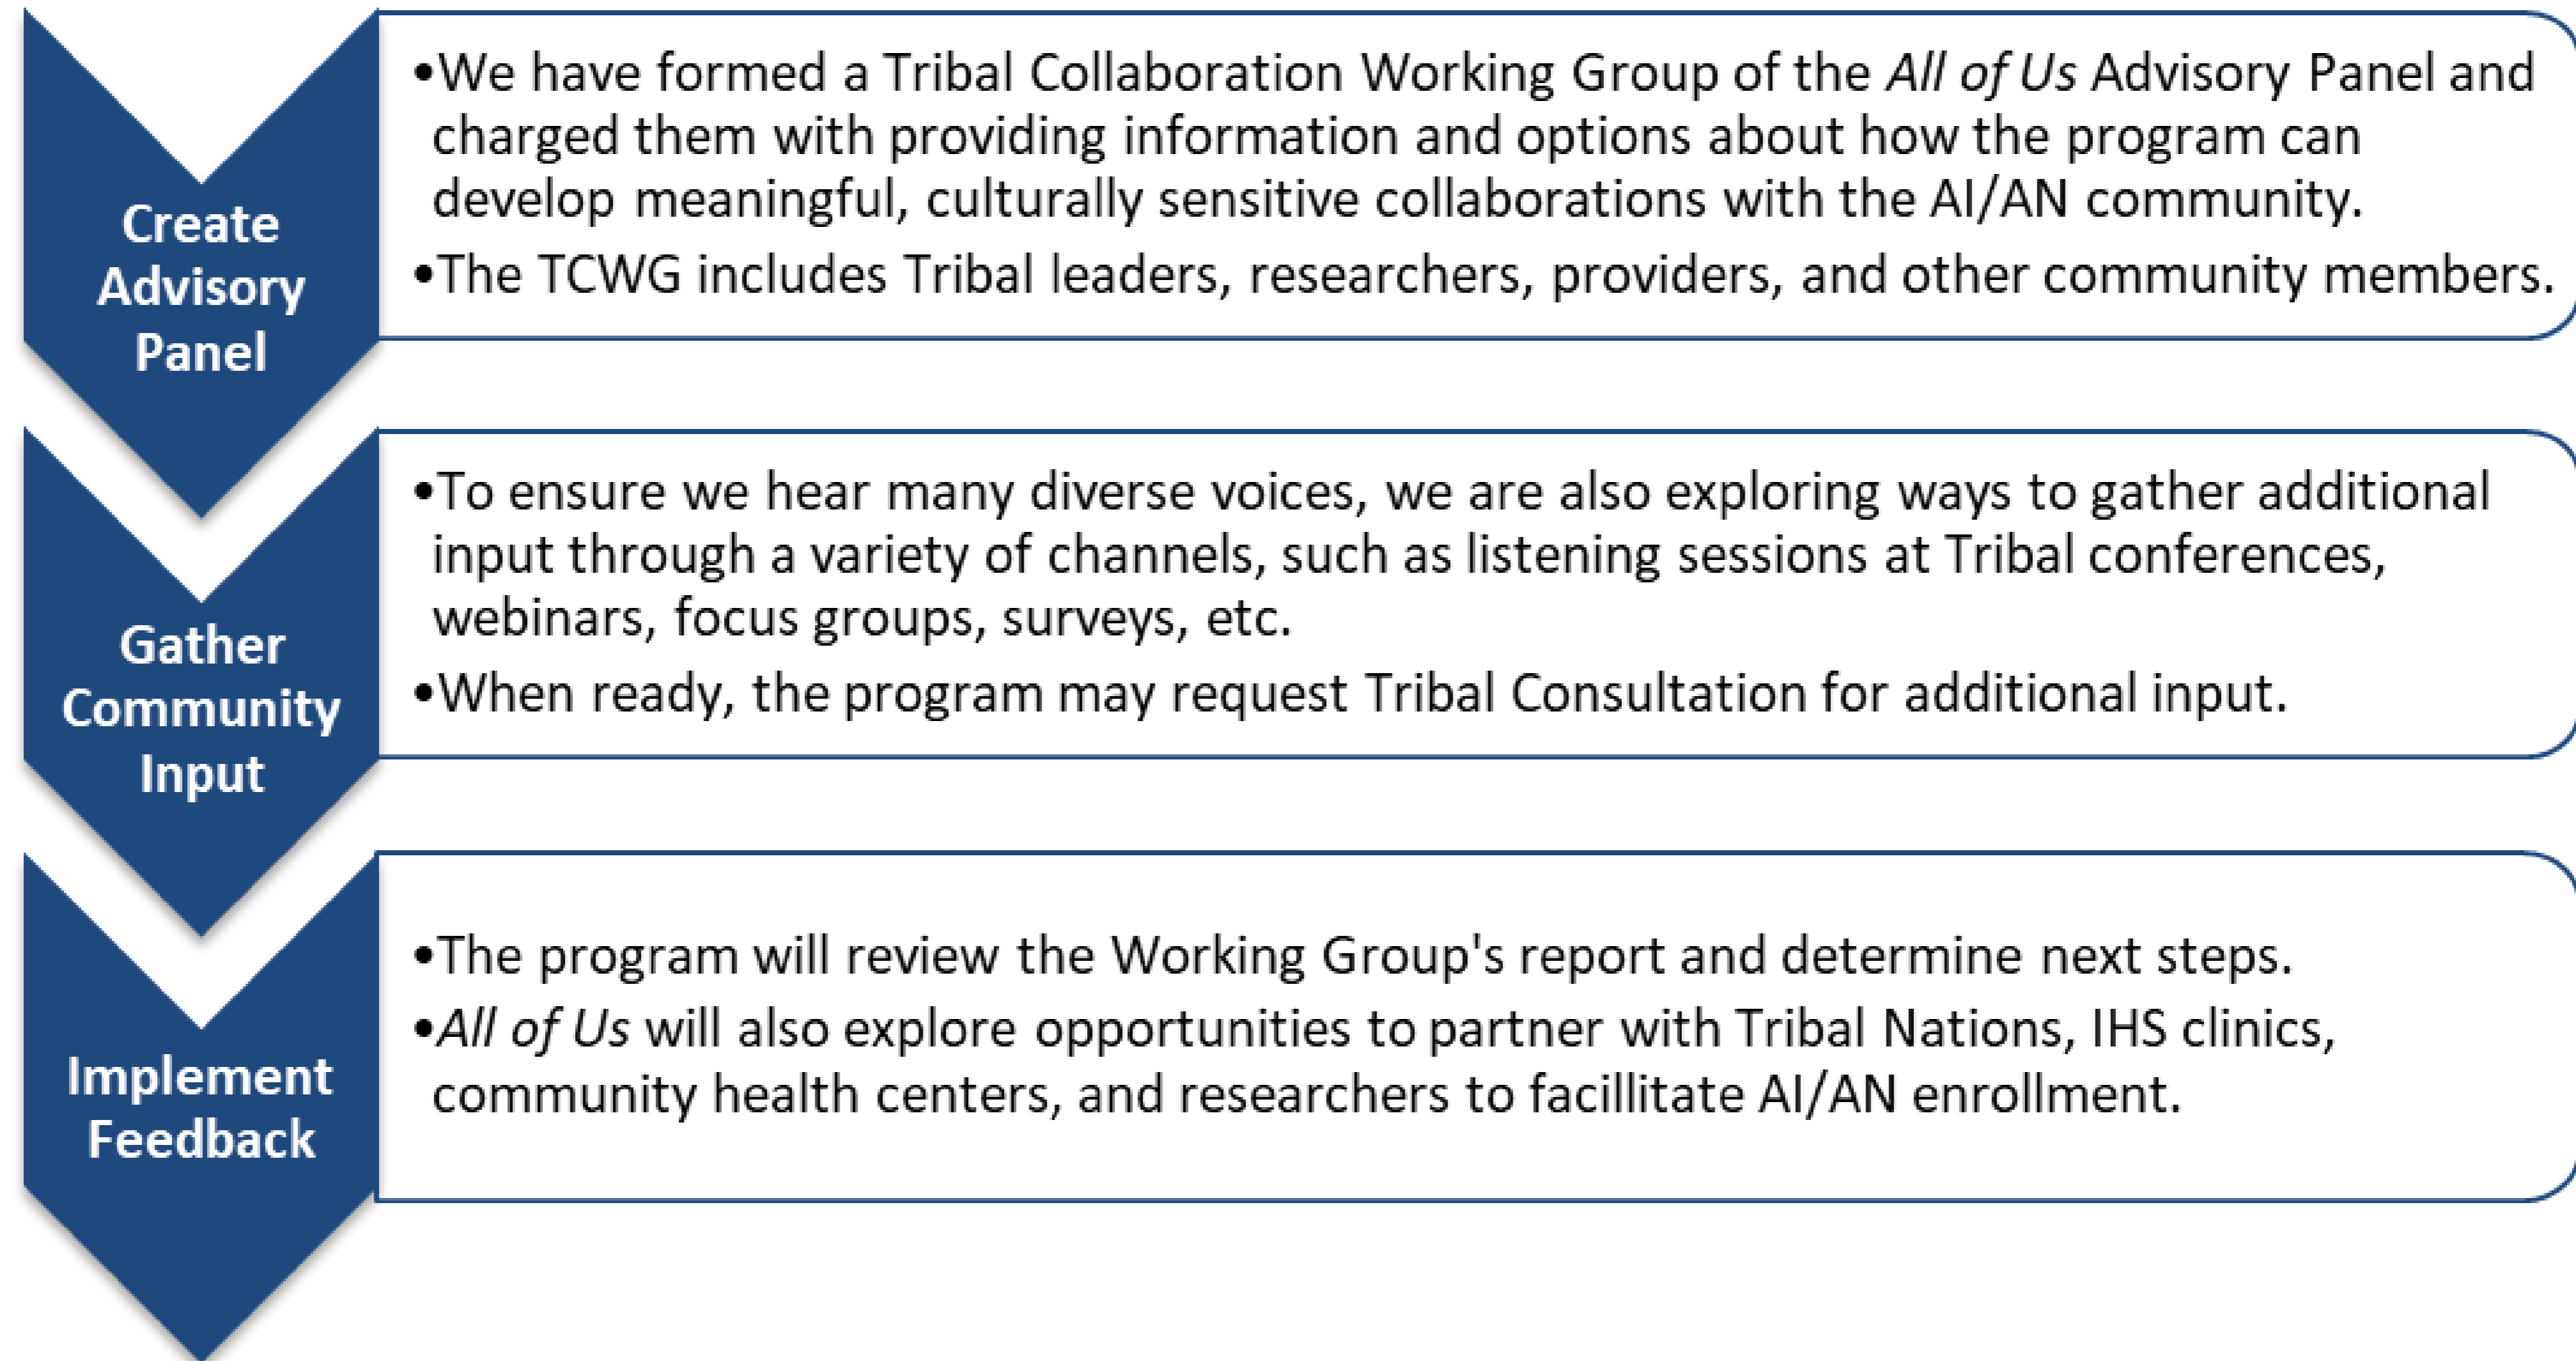 Create
Advisory
Panel
•We have formed a Tribal Collaboration Working Group of the All of Us Advisory Panel and
charged them with providing information and options about how the program can
develop meaningful, culturally sensitive collaborations with the AI/AN community.
•The TCWG includes Tribal leaders, researchers, providers, and other community members.
Gather
Community
Input
•To ensure we hear many diverse voices, we are also exploring ways to gather additional
input through a variety of channels, such as listening sessions at Tribal conferences,
webinars, focus groups, surveys, etc.
•When ready, the program may request Tribal Consultation for additional input.
Implement
Feedback
•The program will review the Working Group's report and determine next steps.
•All of Us will also explore opportunities to partner with Tribal Nations, IHS clinics,
community health centers, and researchers to facillitate AI/AN enrollment.